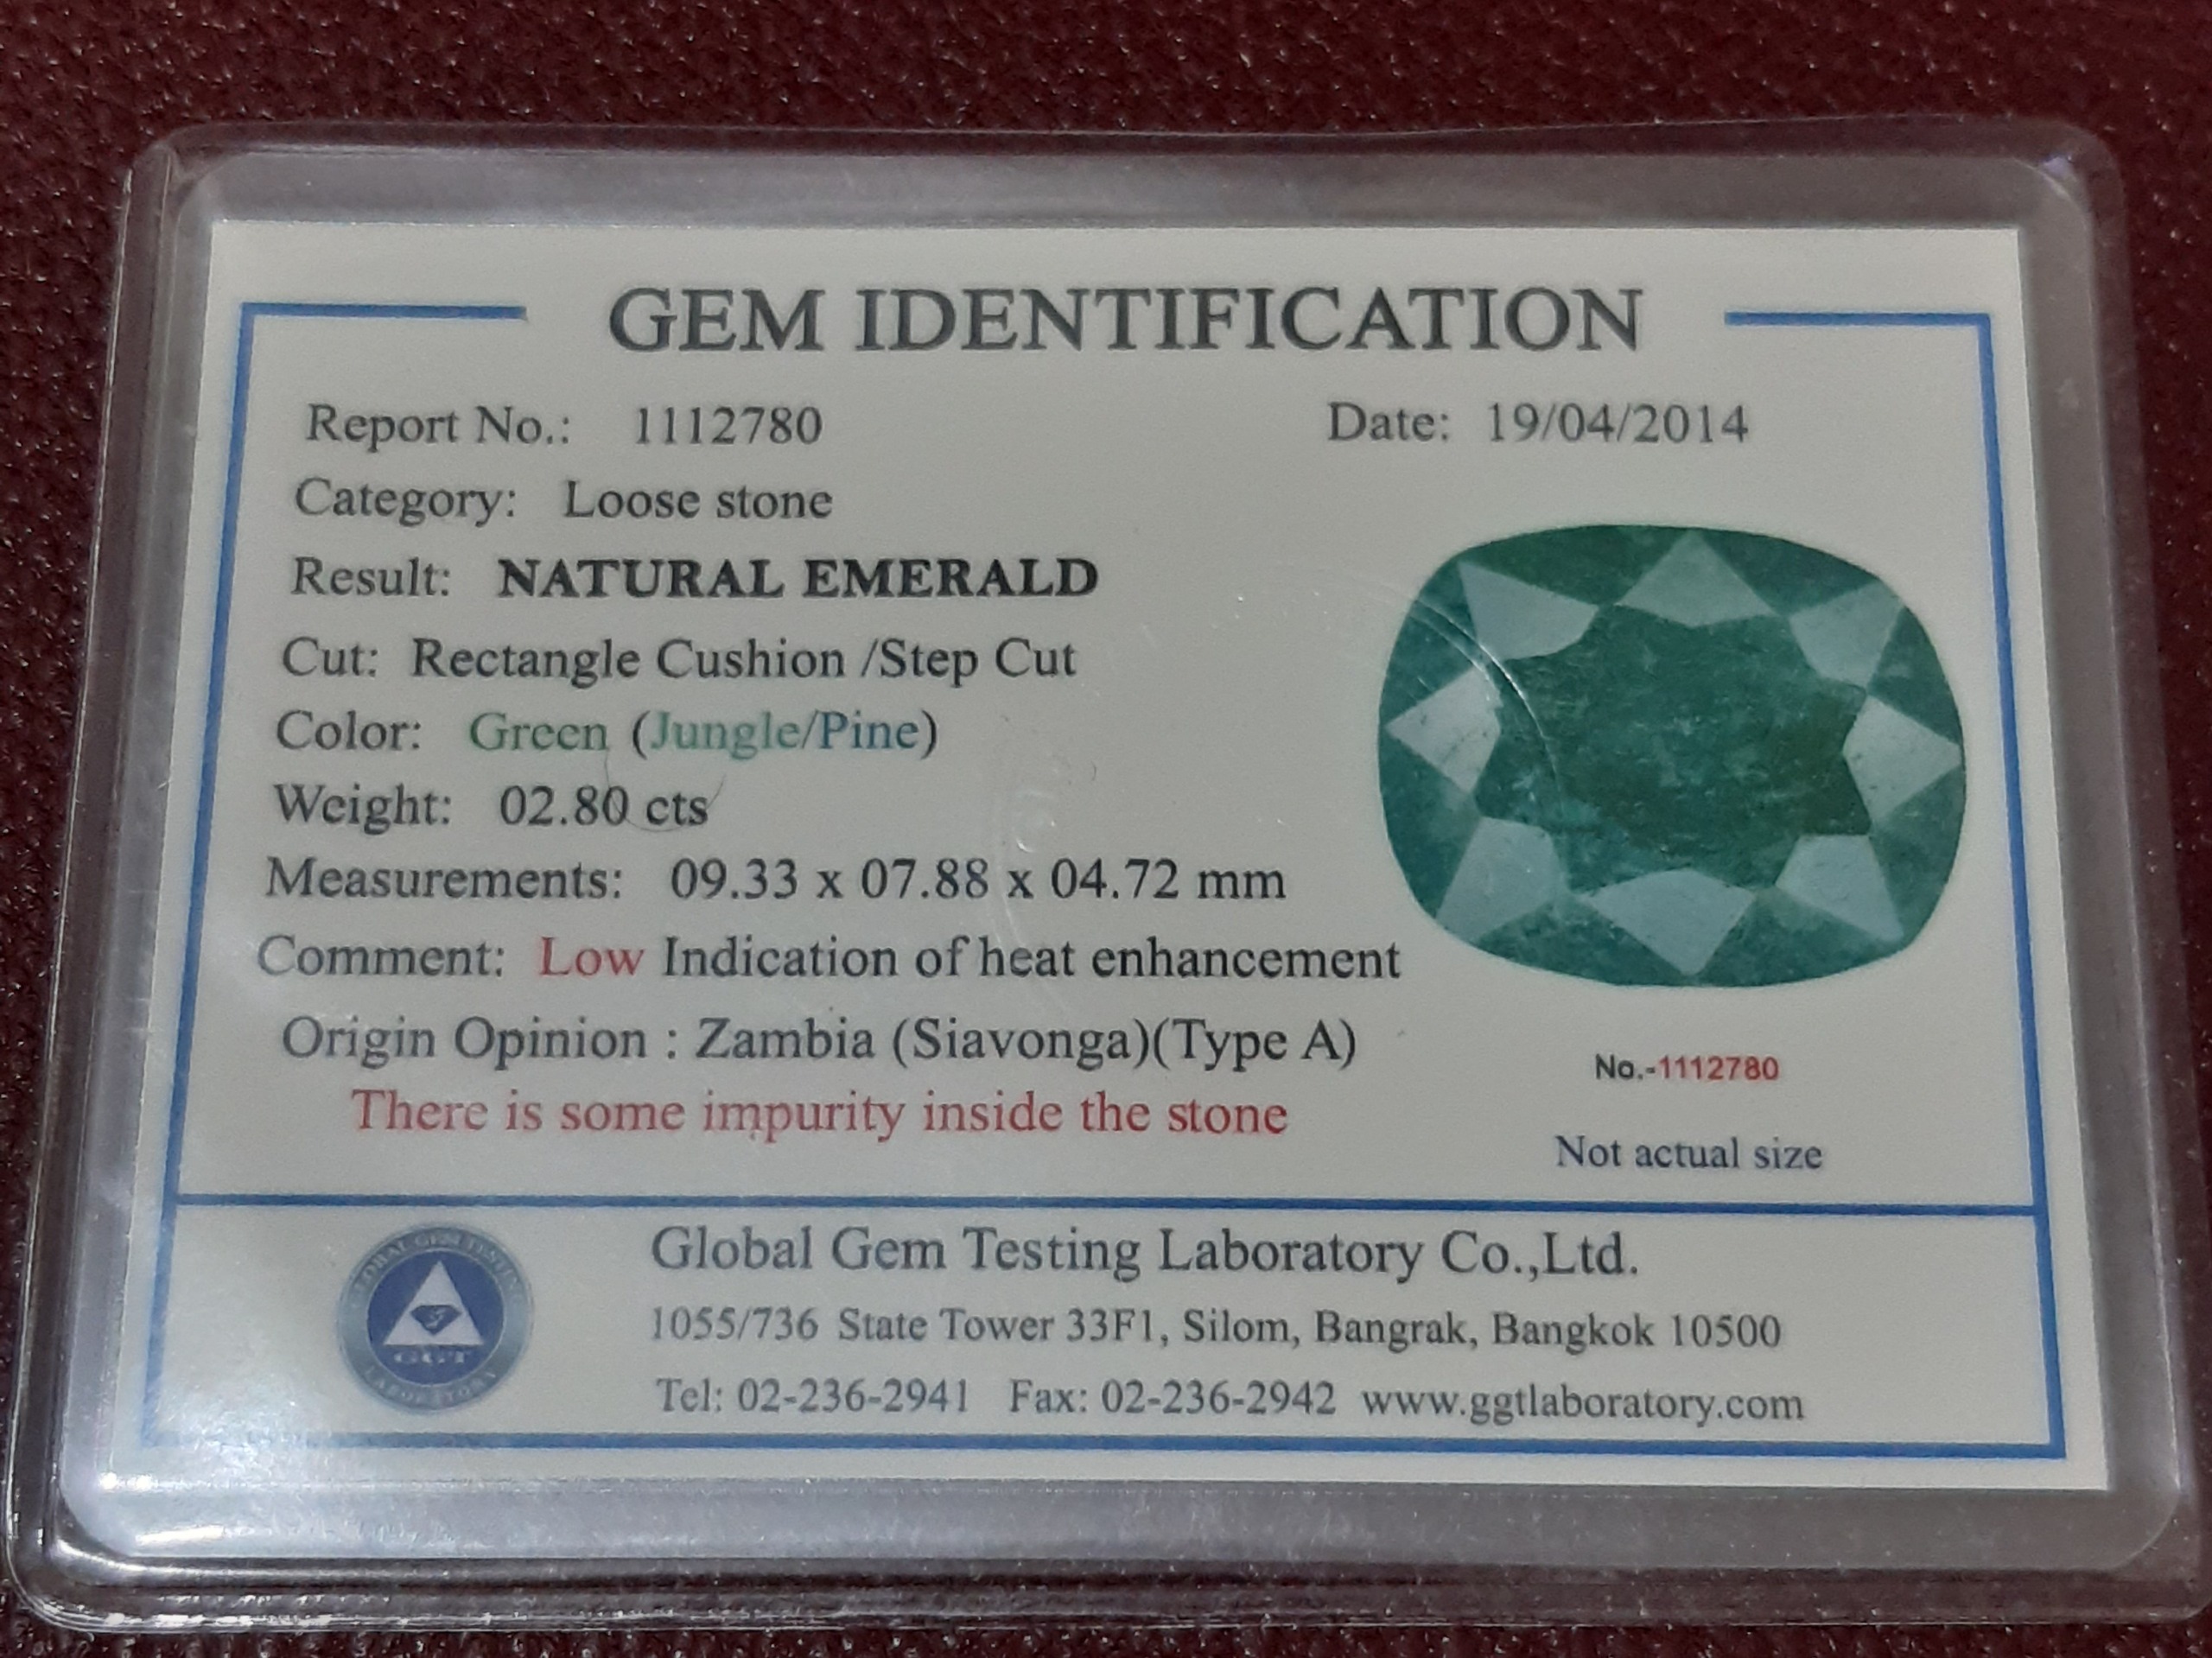 GEM IDENTIFICATION
Report No.: 1112780 Date: 19/04/2014
Category: Loose stone
Result: NATURAL EMERALD
Cut: Rectangle Cushion /Step Cut
Color: Green (Jungle/Pine)
Weight: 02.80 cts
Measurements: 09.33 x 07.88 x 04.72 mm
Comment: Low Indication of heat enhancement
Origin Opinion : Zambia (Siavonga)(Type A)
There is some impurity inside the stone
No.-1112780
Not actual size
GLOBAL GEM TESTING
LABORATORY
Global Gem Testing Laboratory Co.,Ltd.
1055/736 State Tower 33F1, Silom, Bangrak, Bangkok 10500
Tel: 02-236-2941 Fax: 02-236-2942 www.ggtlaboratory.com